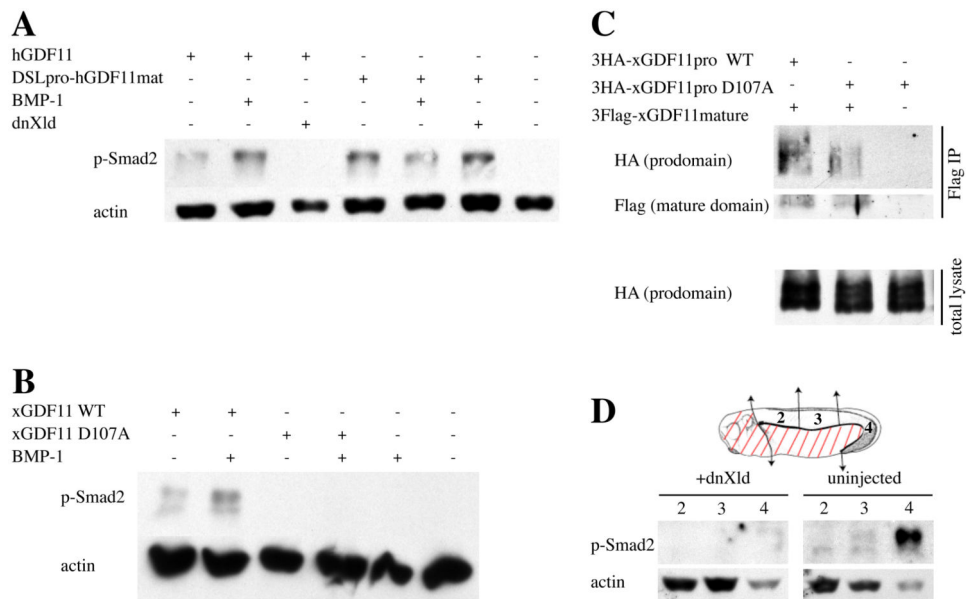 A
hGDF11 + + + - - - -
DSLpro-hGDF11mat - - - + + + -
BMP-1 - + - - + - -
dnXld - - + - - + -
p-Smad2
actin
B
xGDF11 WT + + - - - -
xGDF11 D107A - - + + - -
BMP-1 - + - + + -
p-Smad2
actin
C
3HA-xGDF11pro WT + - -
3HA-xGDF11pro D107A - + +
3Flag-xGDF11mature + + -
HA (prodomain)
Flag (mature domain)
Flag IP
HA (prodomain)
total lysate
D
2 3 4
+dnXld uninjected
2 3 4 2 3 4
p-Smad2
actin